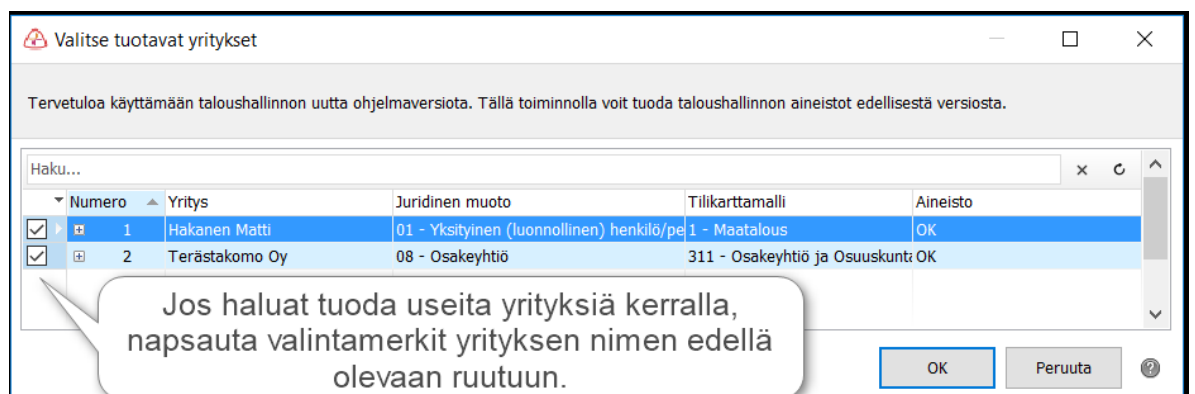 Valitse tuotavat yritykset
Tervetuloa käyttämään taloushallinnon uutta ohjelmaversiota. Tällä toiminnolla voit tuoda taloushallinnon aineistot edellisestä versiosta.
Haku...
Numero Yritys Juridinen muoto Tilikarttamalli Aineisto
1 Hakanen Matti 01 - Yksityinen (luonnollinen) henkilö/pe 1 - Maatalous OK
2 Terästakomo Oy 08 - Osakeyhtiö 311 - Osakeyhtiö ja Osuuskunta OK
Jos haluat tuoda useita yrityksiä kerralla,
napsauta valintamerkit yrityksen nimen edellä
olevaan ruutuun.
OK Peruuta